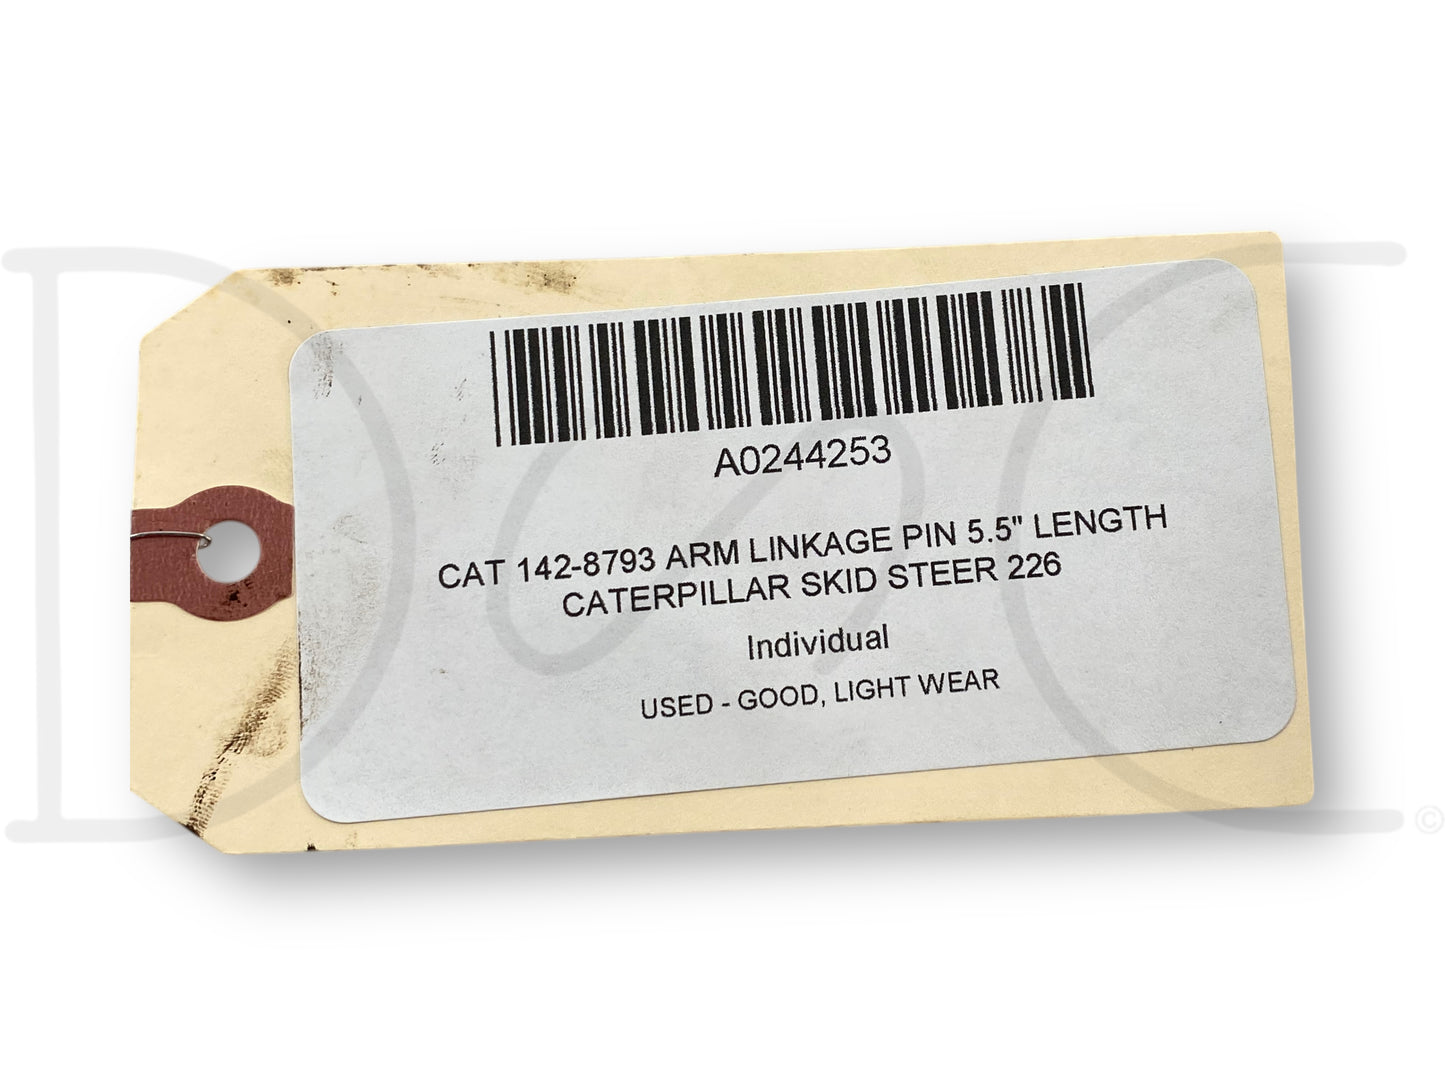 A0244253
CAT 142-8793 ARM LINKAGE PIN 5.5" LENGTH
CATERPILLAR SKID STEER 226
Individual
USED - GOOD, LIGHT WEAR